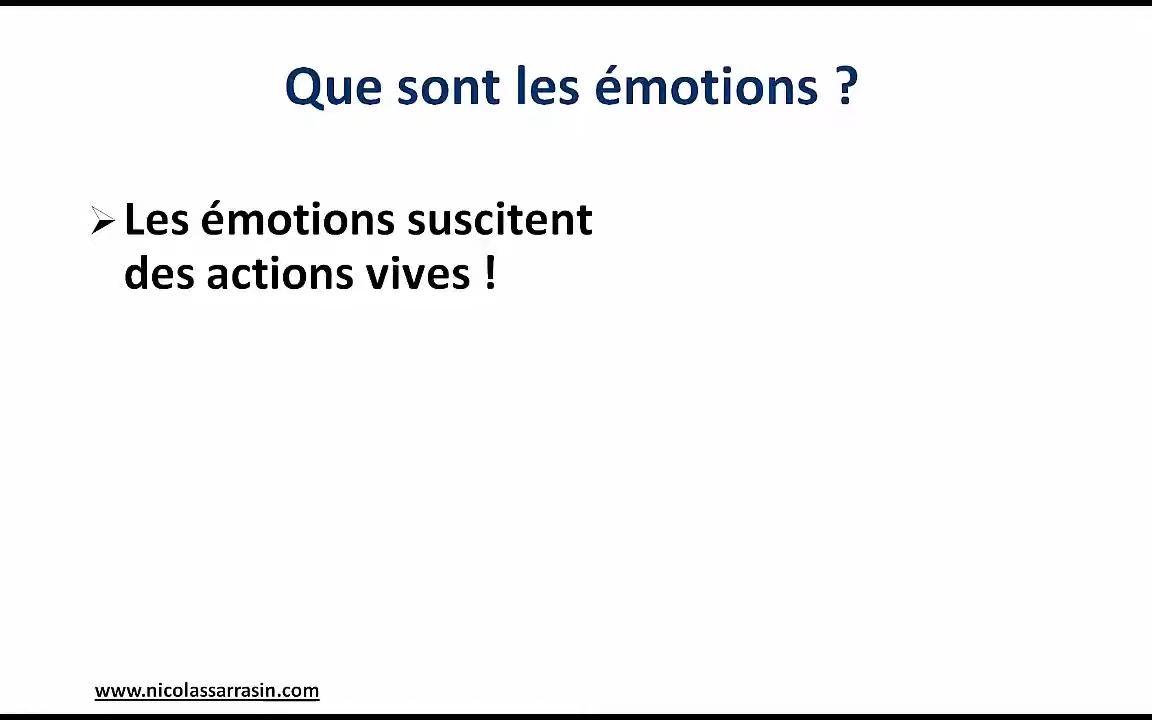 Que sont les émotions ?
➢ Les émotions suscitent
des actions vives !
www.nicolassarrasin.com